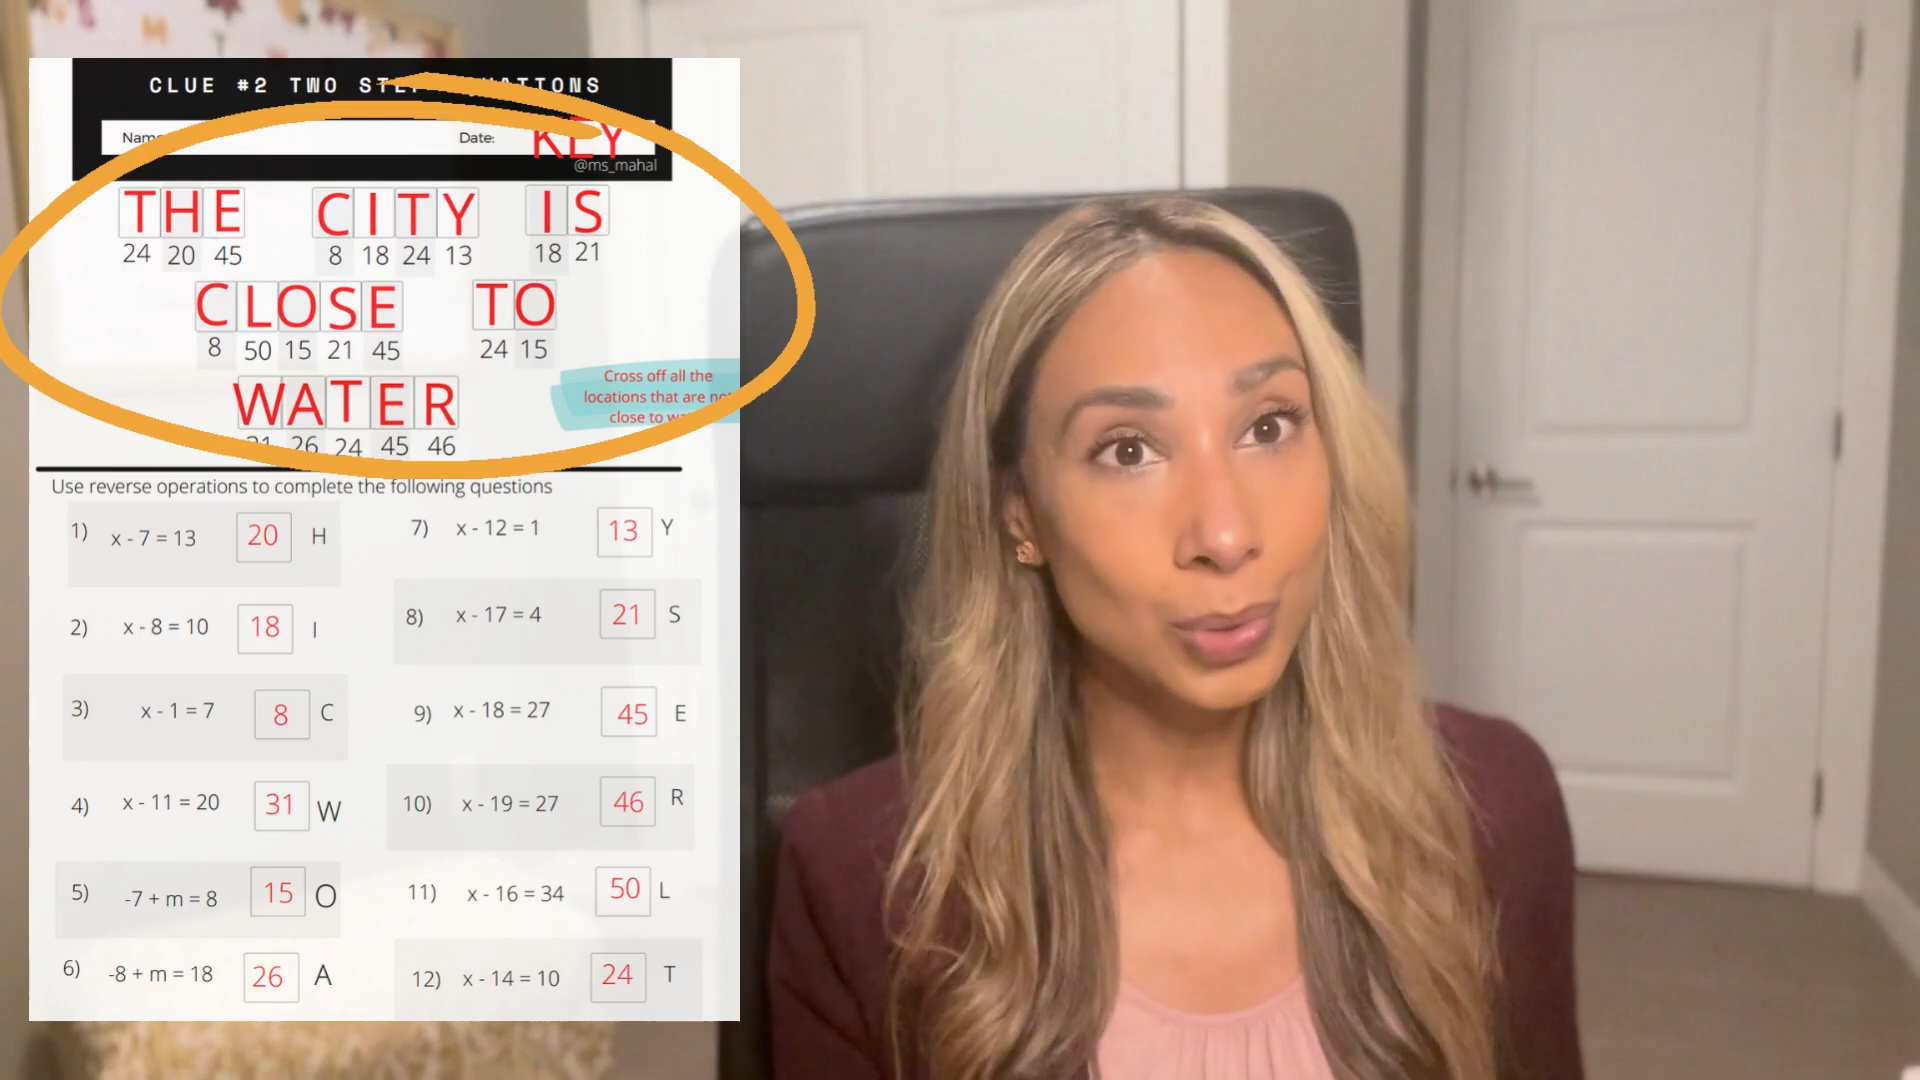 CLUE #2 TWO STEP EQUATIONS
Name
Date:
KEY
@ms_mahal
THE CITY IS
24 20 45 8 18 24 13 18 21
CLOSE TO
8 50 15 21 45 24 15
WATER
31 26 24 45 46
Cross off all the
locations that are not
close to
Use reverse operations to complete the following questions
1) x - 7 = 13 20 H
2) x - 8 = 10 18 I
3) x - 1 = 7 8 C
4) x - 11 = 20 31 W
5) -7 + m = 8 15 O
6) -8 + m = 18 26 A
7) x - 12 = 1 13 Y
8) x - 17 = 4 21 S
9) x - 18 = 27 45 E
10) x - 19 = 27 46 R
11) x - 16 = 34 50 L
12) x - 14 = 10 24 T